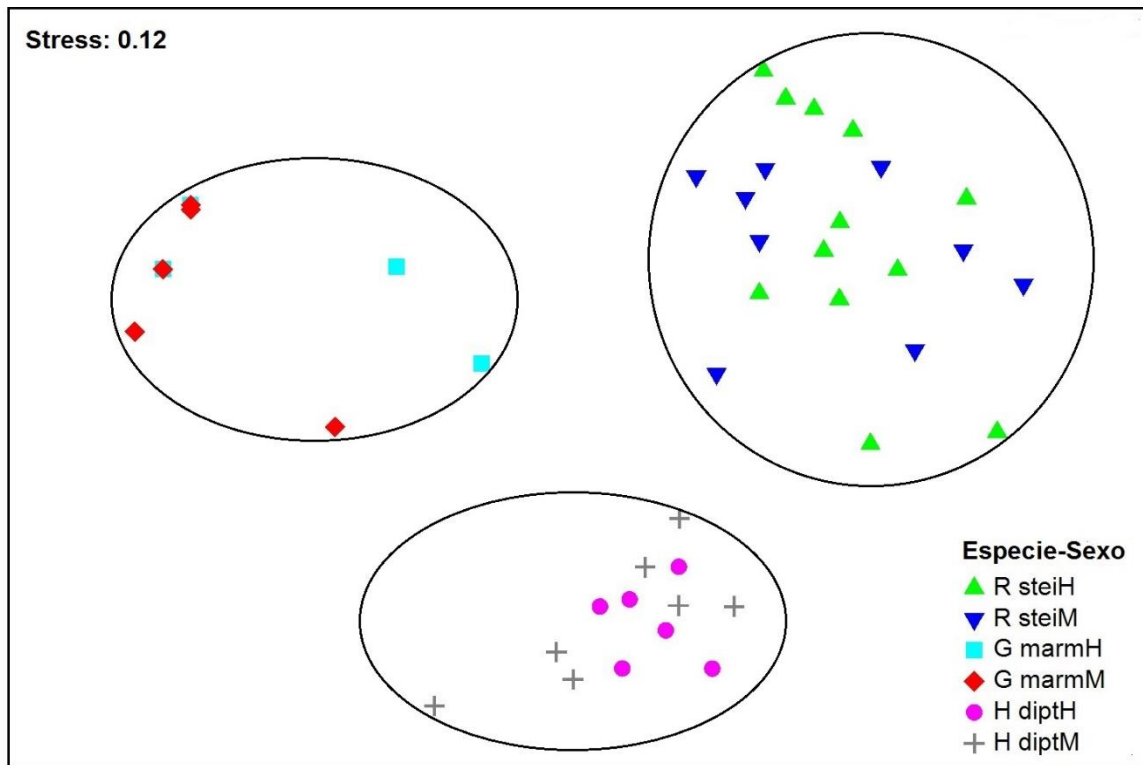 Stress: 0.12
Especie-Sexo
R steiH
R steiM
G marmH
G marmM
H diptH
H diptM